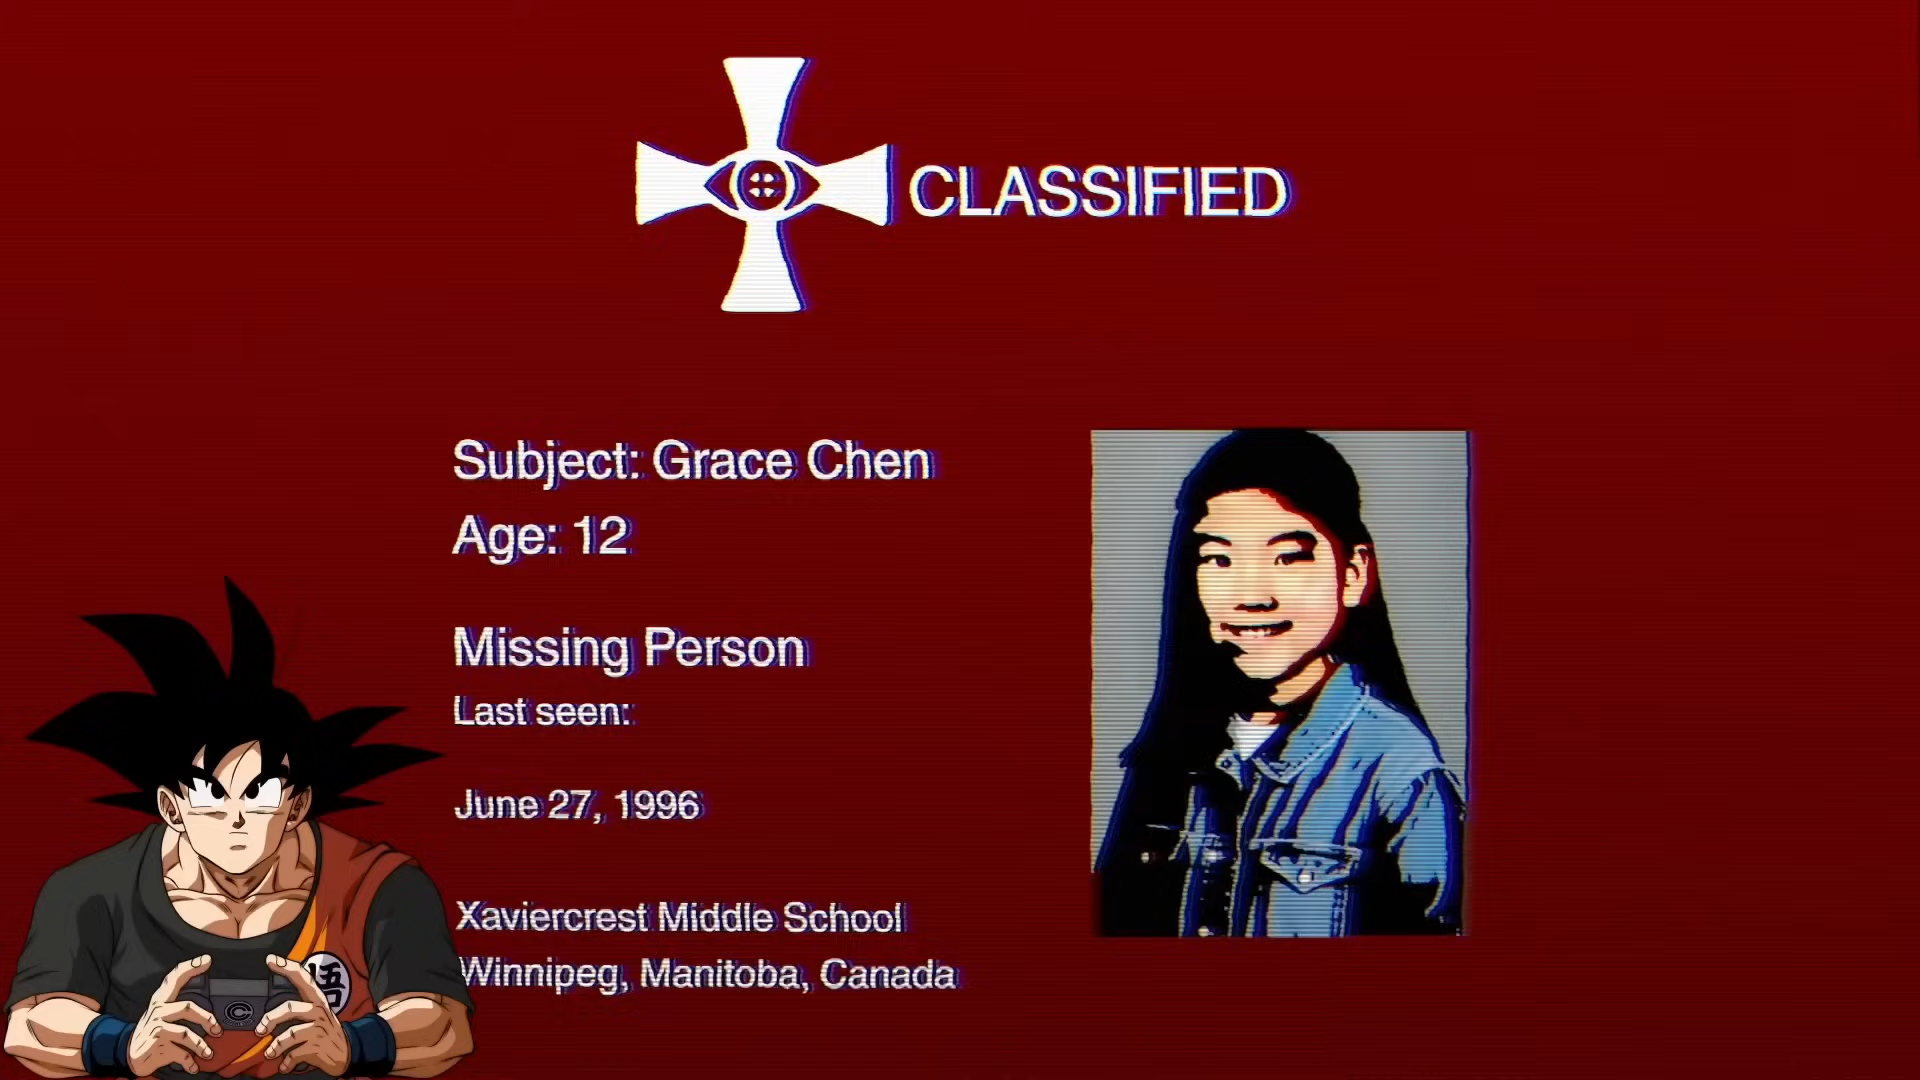 CLASSIFIED
Subject: Grace Chen
Age: 12
Missing Person
Last seen:
June 27, 1996
Xaviercrest Middle School
Winnipeg, Manitoba, Canada
悟